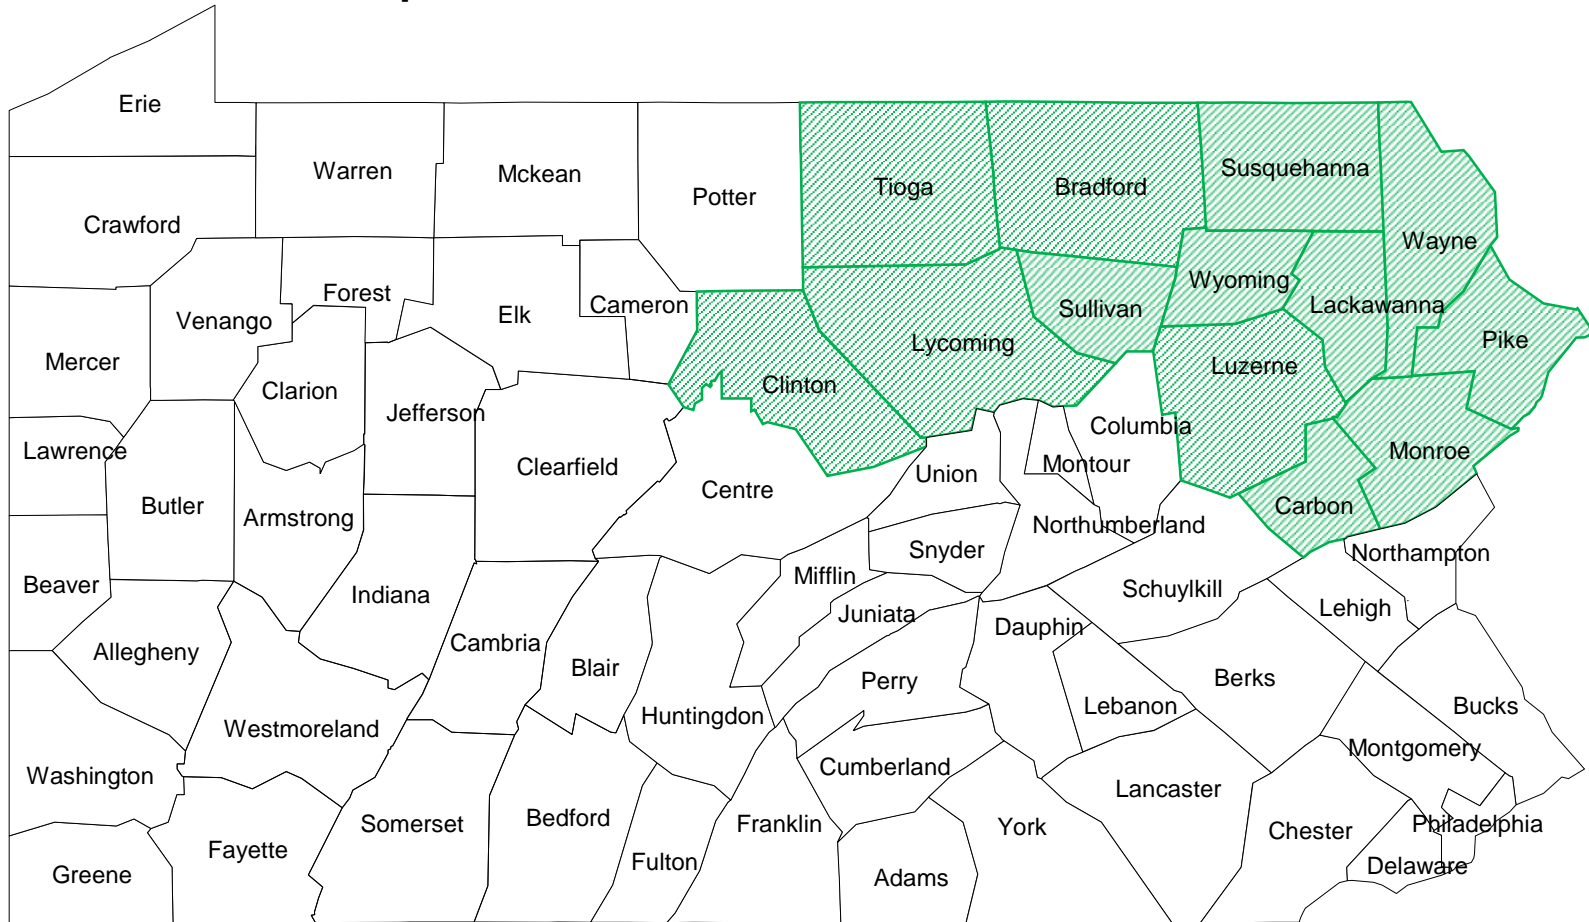 Erie
Warren
Mckean
Potter
Tioga
Bradford
Susquehanna
Wayne
Crawford
Venango
Forest
Elk
Cameron
Clinton
Lycoming
Sullivan
Wyoming
Lackawanna
Pike
Mercer
Clarion
Jefferson
Luzerne
Lawrence
Clearfield
Centre
Union
Montour
Columbia
Monroe
Butler
Armstrong
Snyder
Northumberland
Carbon
Beaver
Indiana
Mifflin
Juniata
Schuylkill
Northampton
Lehigh
Allegheny
Cambria
Blair
Dauphin
Perry
Huntingdon
Lebanon
Berks
Bucks
Westmoreland
Washington
Cumberland
Lancaster
Montgomery
Somerset
Bedford
Franklin
York
Chester
Philadelphia
Fayette
Fulton
Greene
Adams
Delaware